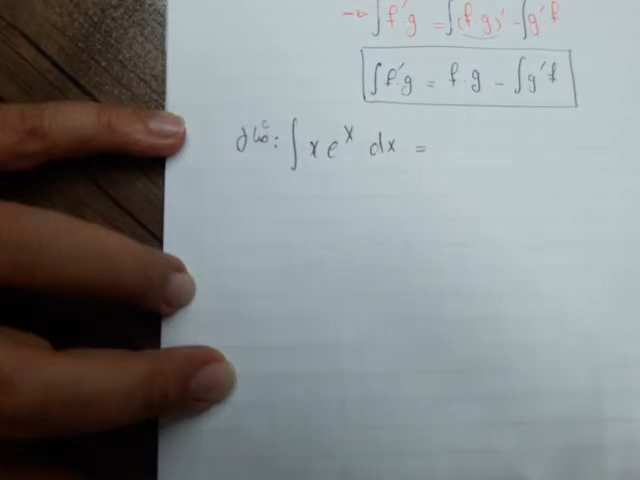 → ∫f'g = ∫(f g)' - ∫g'f
∫f'g = f.g - ∫g'f
∫ x eˣ dx =